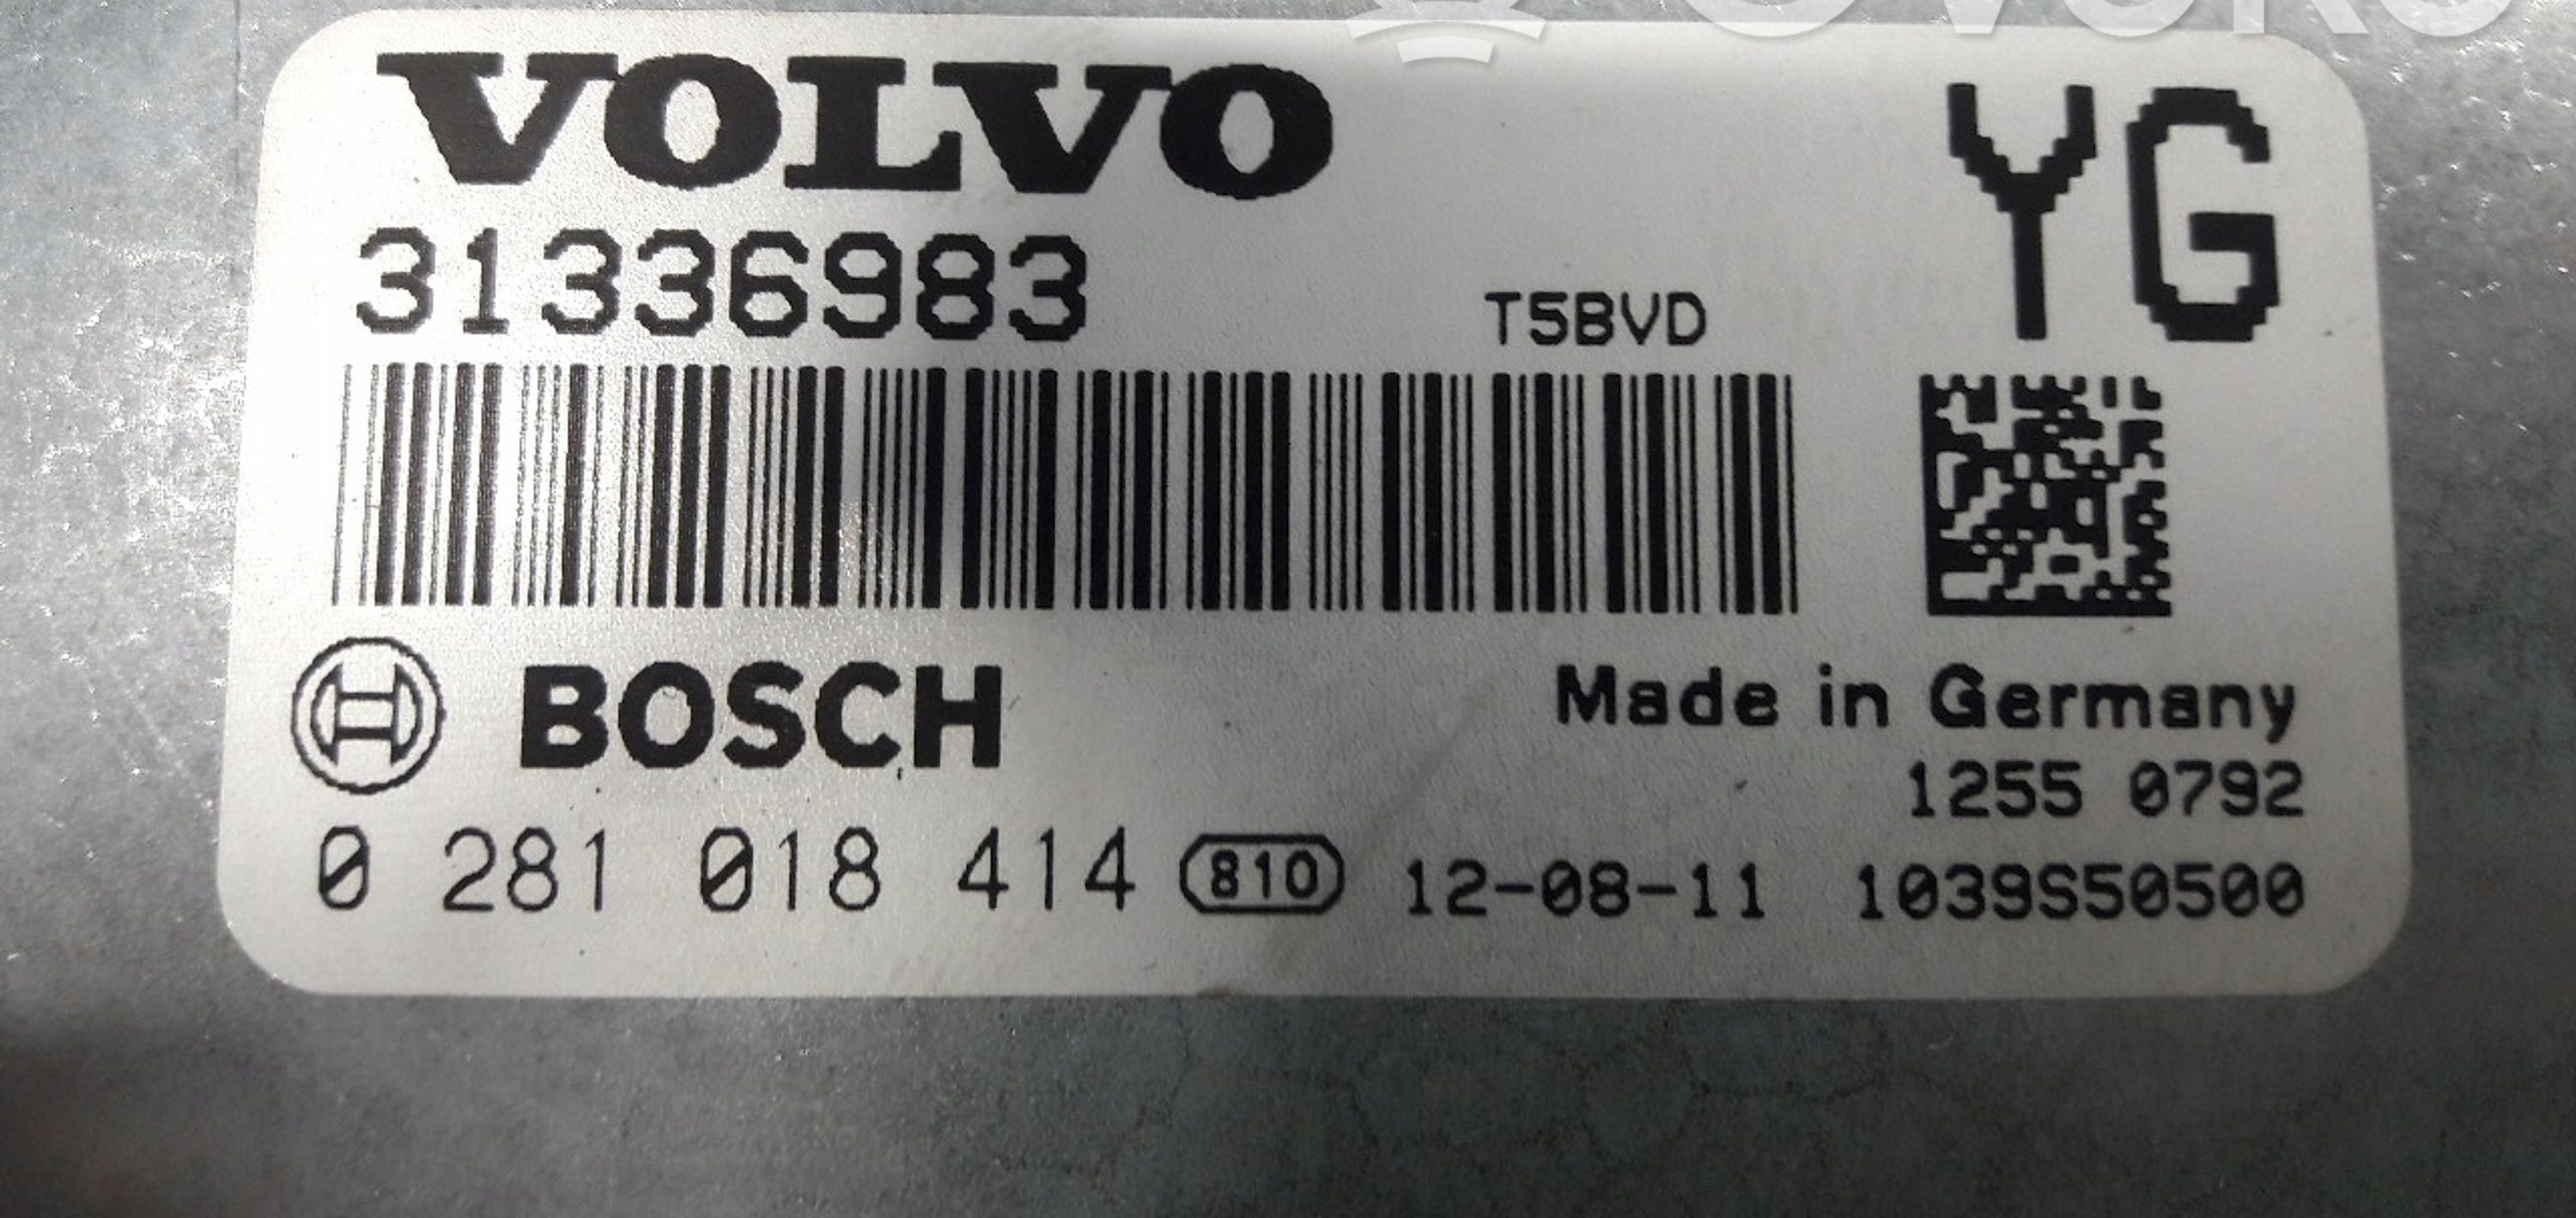 VOLVO
YG
31336983
T5BVD
BOSCH
Made in Germany
1255 0792
0 281 018 414 810 12-08-11 1039S50500